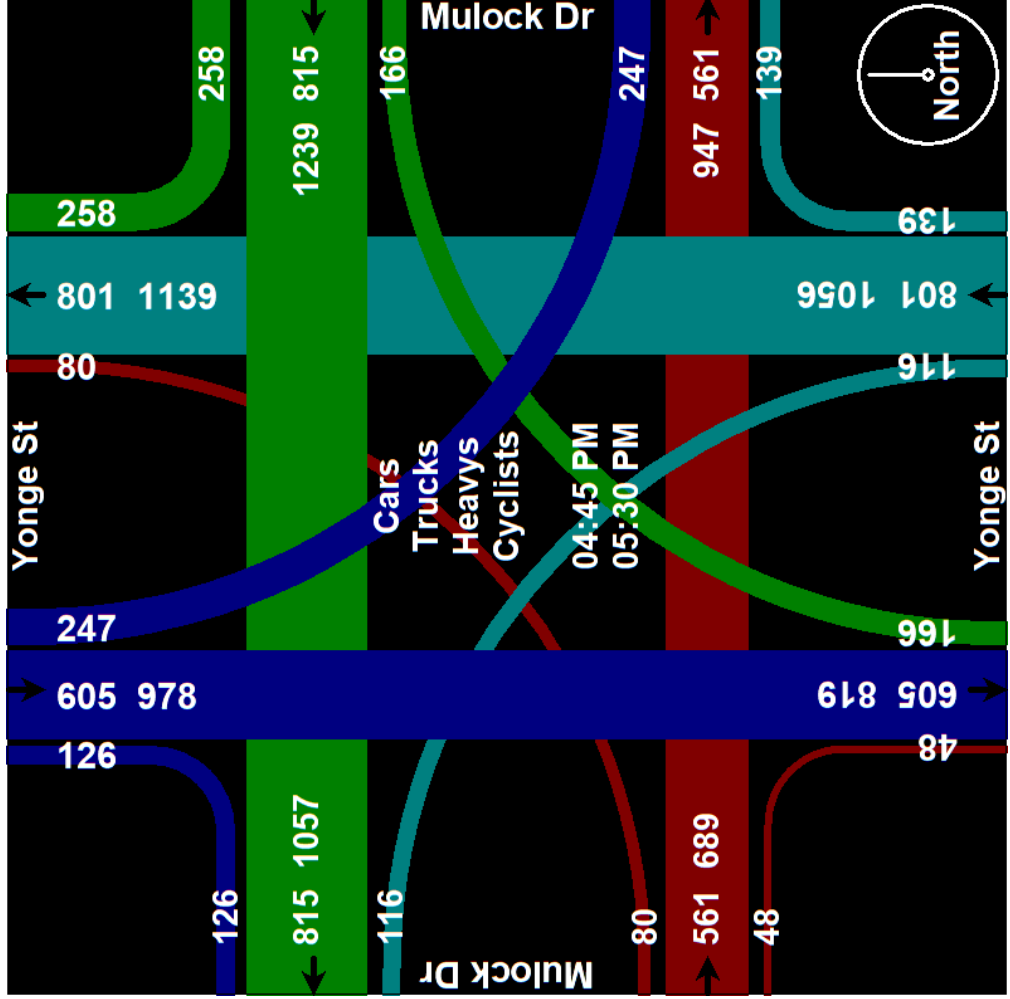 Mulock Dr
258
1239 815
166
247
947 561
139
North
258
139
801 1139
801 1056
80
116
Yonge St
Cars
Trucks
Heavys
Cyclists
04:45 PM
05:30 PM
Yonge St
247
166
605 978
605 819
126
48
126
815 1057
116
80
561 689
48
Mulock Dr